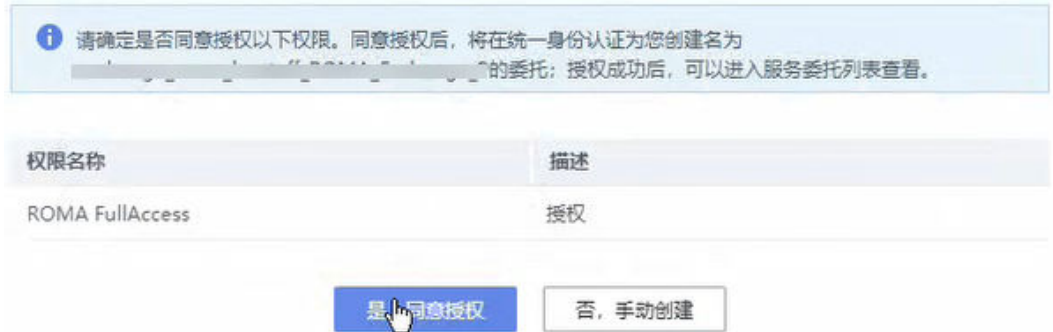 请确定是否同意授权以下权限。同意授权后，将在统一身份认证为您创建名为
的委托；授权成功后，可以进入服务委托列表查看。
权限名称 描述
ROMA FullAccess 授权
是，同意授权 否，手动创建